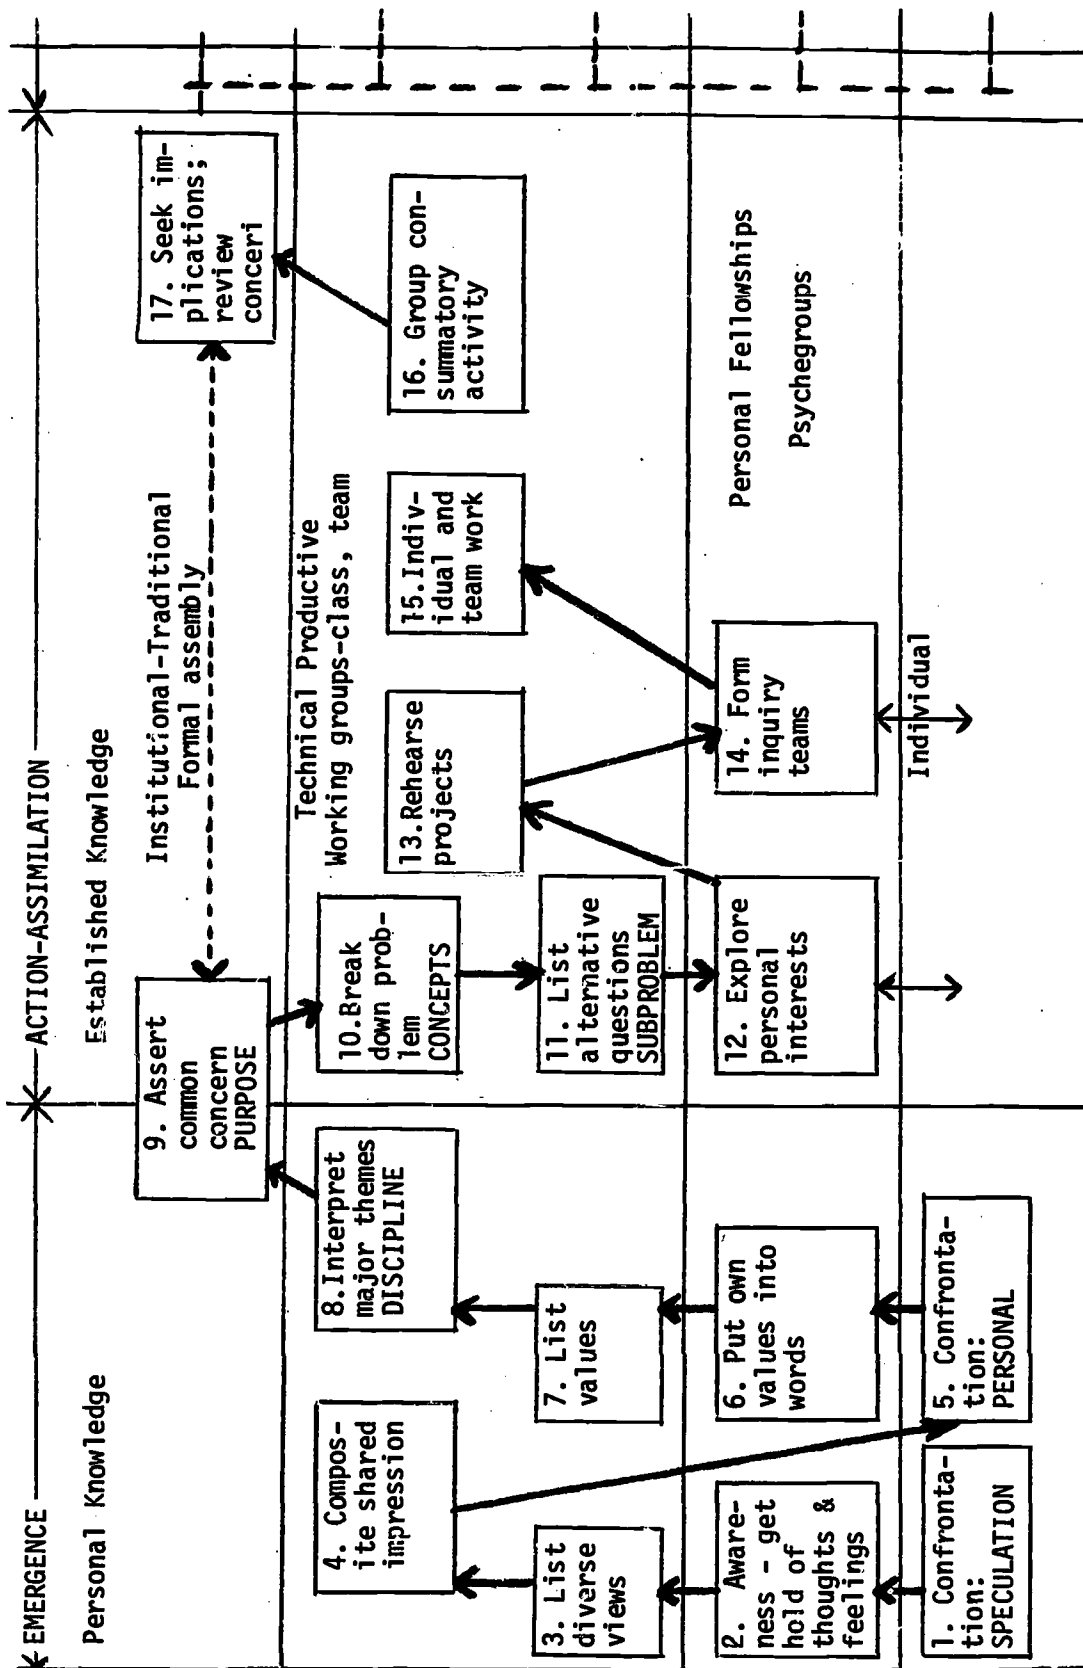 EMERGENCE
ACTION-ASSIMILATION
Personal Knowledge
Established Knowledge
Institutional-Traditional
Formal assembly
9. Assert
common
concern
PURPOSE
17. Seek im-
plications;
review
conceri
Technical Productive
Working groups-class, team
4. Compos-
ite shared
impression
8.Interpret
major themes
DISCIPLINE
10.Break
down prob-
lem
CONCEPTS
13.Rehearse
projects
15.Indiv-
idual and
team work
16. Group con-
summatory
activity
3. List
diverse
views
7. List
values
11. List
alternative
questions
SUBPROBLEM
Personal Fellowships
Psychegroups
2. Aware-
ness - get
hold of
thoughts &
feelings
6. Put own
values into
words
12. Explore
personal
interests
14. Form
inquiry
teams
Individual
1. Confronta-
tion:
SPECULATION
5. Confronta-
tion:
PERSONAL